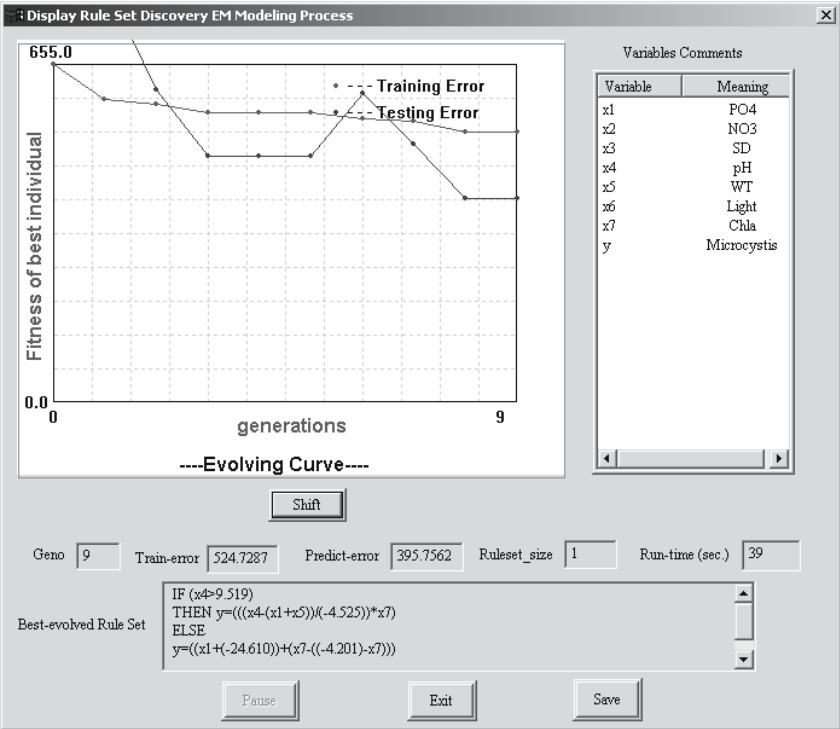 Display Rule Set Discovery EM Modeling Process
655.0
Training Error
Testing Error
Fitness of best individual
0.0
0
9
generations
----Evolving Curve----
Variables Comments
Variable Meaning
x1 PO4
x2 NO3
x3 SD
x4 pH
x5 WT
x6 Light
x7 Chla
y Microcystis
Shift
Geno 9 Train-error 524.7287 Predict-error 395.7562 Ruleset_size 1 Run-time (sec.) 39
Best-evolved Rule Set
IF (x4>9.519)
THEN y=(((x4-(x1+x5))/(-4.525))*x7)
ELSE
y=((x1+(-24.610))+(x7-((-4.201)-x7)))
Pause Exit Save